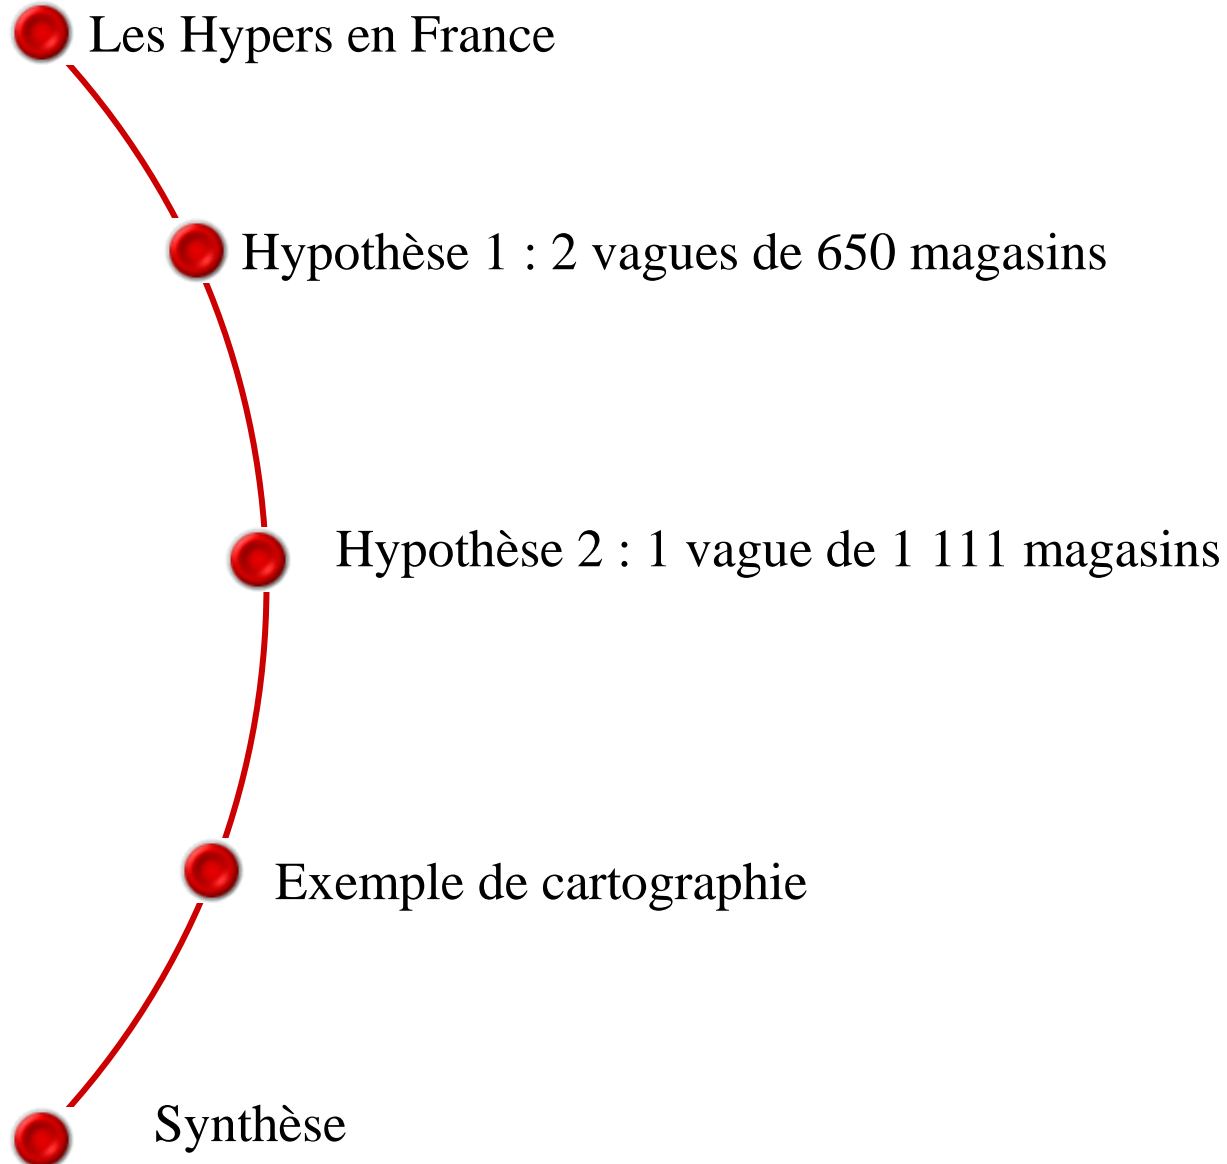 Les Hypers en France
Hypothèse 1 : 2 vagues de 650 magasins
Hypothèse 2 : 1 vague de 1 111 magasins
Exemple de cartographie
Synthèse